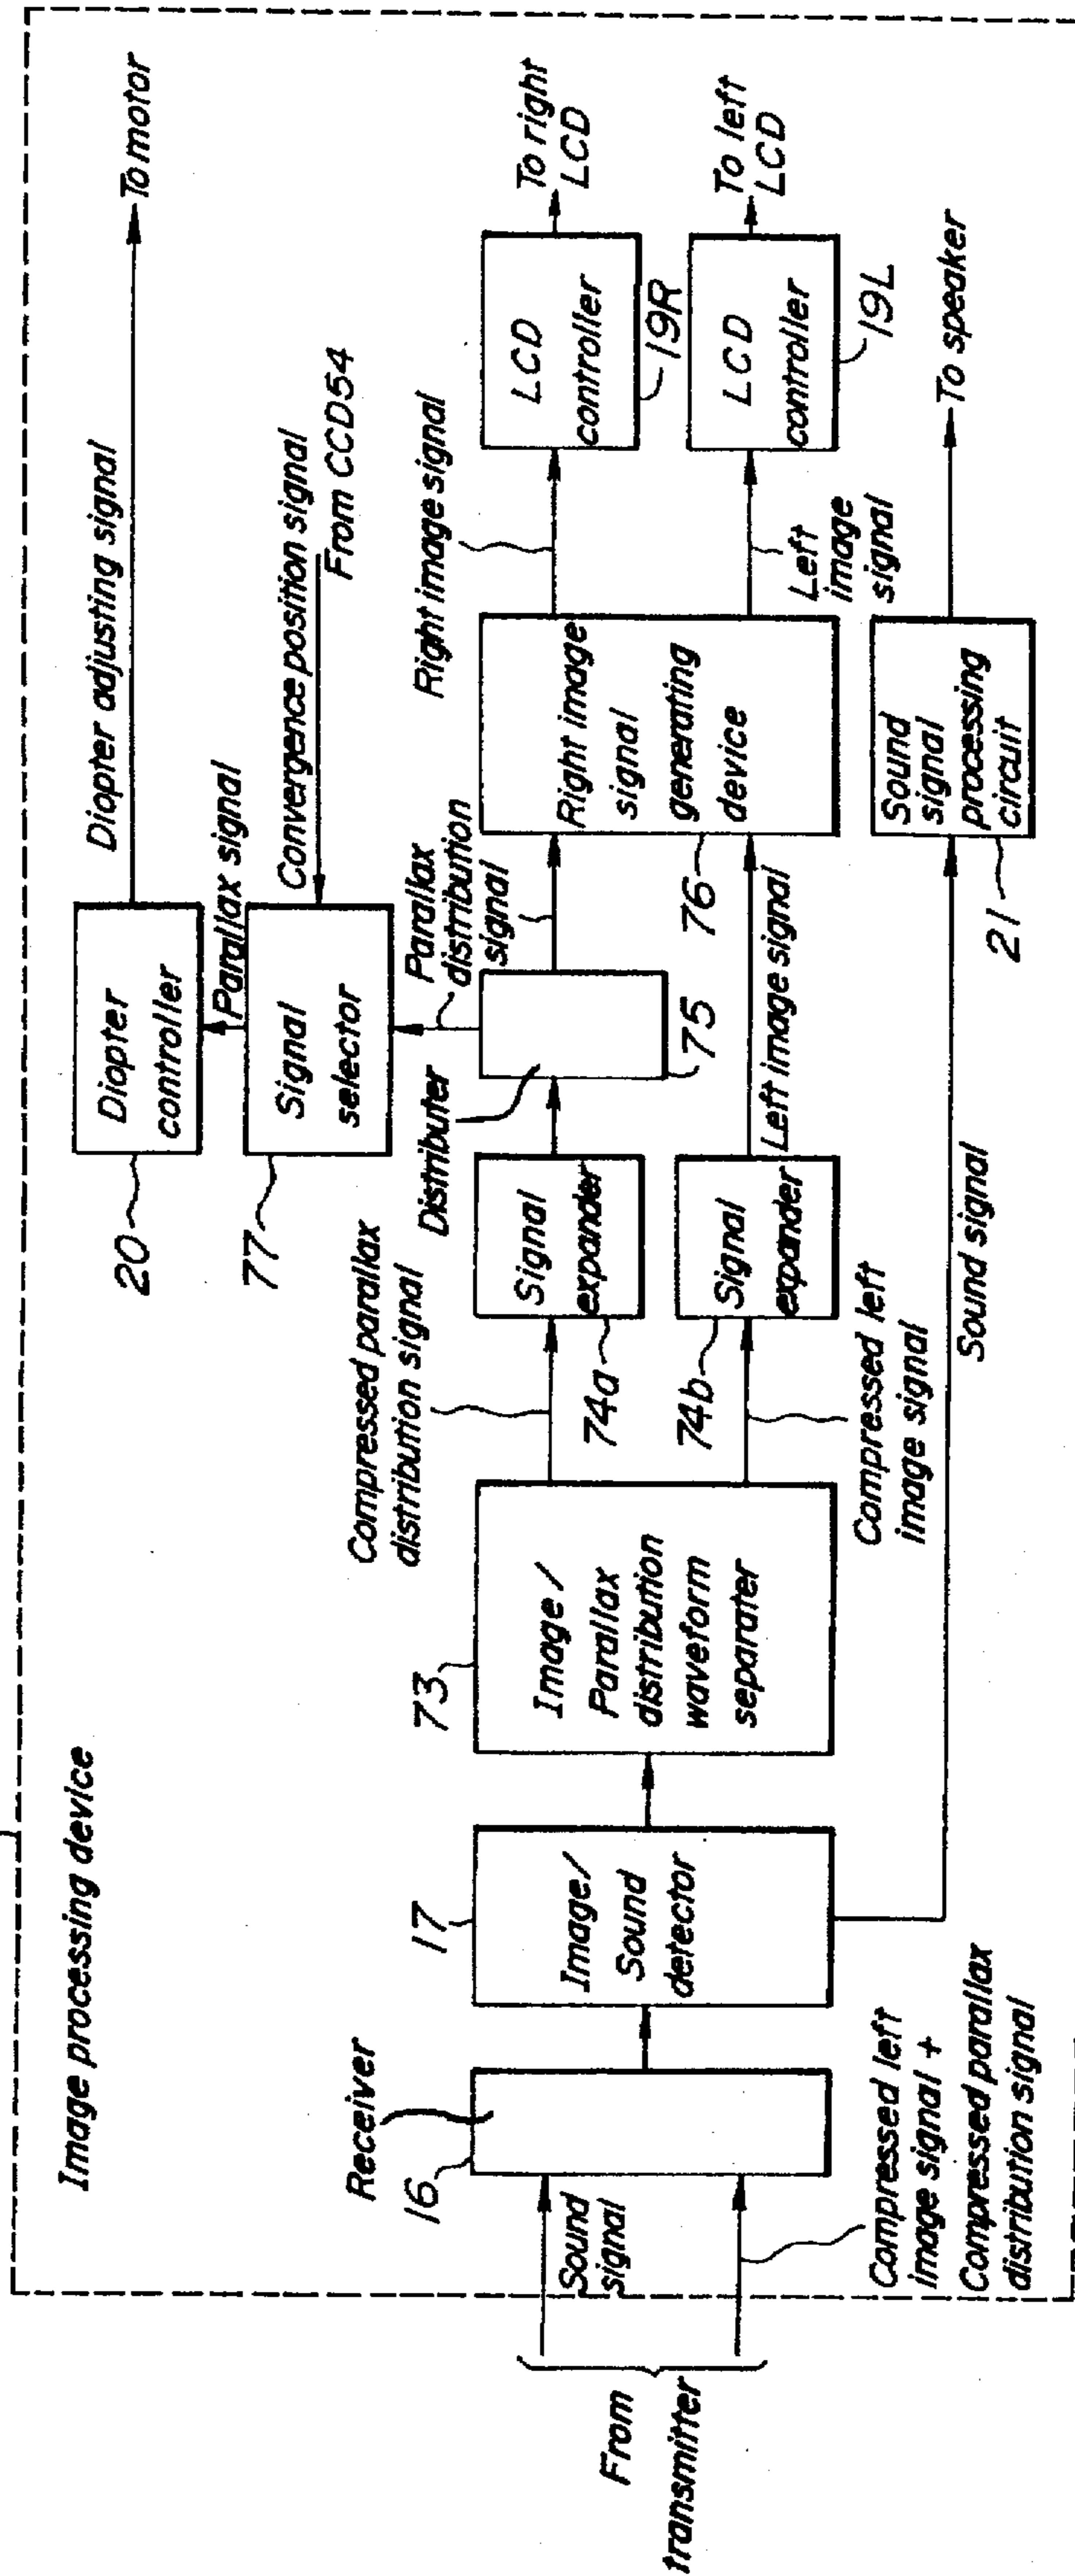 Image processing device
Diopter adjusting signal
To motor
20
Diopter
controller
Parallax signal
Convergence position signal
From CCD54
77
Signal
selector
Compressed parallax
distribution signal
Distributer
Parallax
distribution
signal
Right image signal
To right
LCD
Receiver
16
17
73
Sound
signal
Image/
Sound
detector
Image/
Parallax
distribution
waveform
separater
74a
Signal
expander
75
Right image
signal
generating
device
76
LCD
controller
19R
From
transmitter
74b
Signal
expander
Left image signal
Left
image
signal
LCD
controller
19L
To left
LCD
Compressed left
image signal +
Compressed parallax
distribution signal
Compressed left
image signal
Sound signal
21
Sound
signal
processing
circuit
To speaker